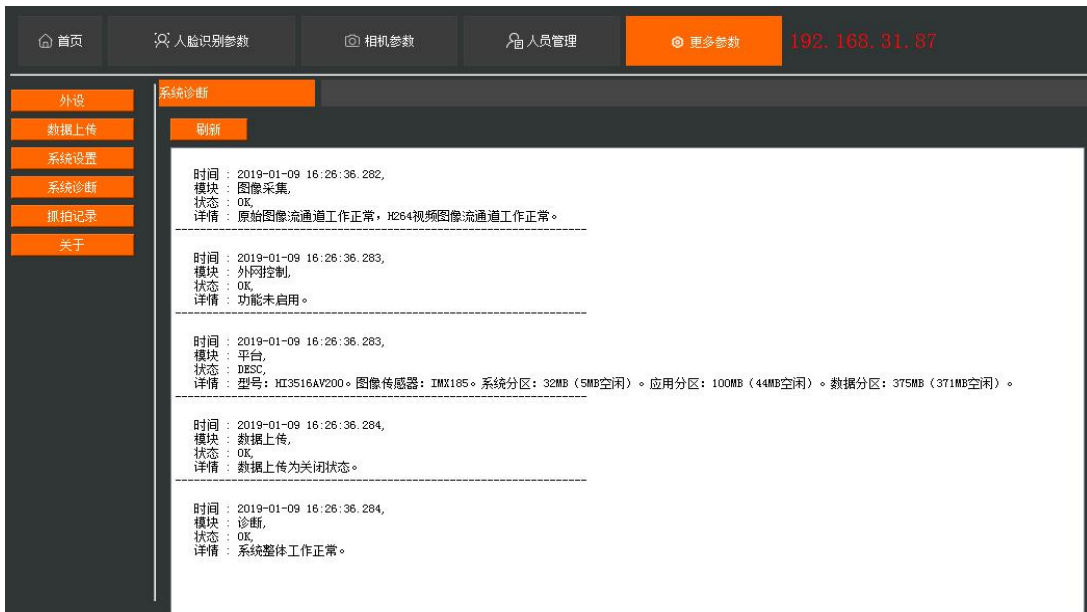 首页 人脸识别参数 相机参数 人员管理 更多参数 192.168.31.87
外设
数据上传
系统设置
系统诊断
抓拍记录
关于
系统诊断
刷新
时间 : 2019-01-09 16:26:36.282,
模块 : 图像采集,
状态 : OK,
详情 : 原始图像流通道工作正常，H264视频图像流通道工作正常。
时间 : 2019-01-09 16:26:36.283,
模块 : 外网控制,
状态 : OK,
详情 : 功能未启用。
时间 : 2019-01-09 16:26:36.283,
模块 : 平台,
状态 : DESC,
详情 : 型号: HI3516AV200。图像传感器: IMX185。系统分区: 32MB（5MB空闲）。应用分区: 100MB（44MB空闲）。数据分区: 375MB（371MB空闲）。
时间 : 2019-01-09 16:26:36.284,
模块 : 数据上传,
状态 : OK,
详情 : 数据上传为关闭状态。
时间 : 2019-01-09 16:26:36.284,
模块 : 诊断,
状态 : OK,
详情 : 系统整体工作正常。